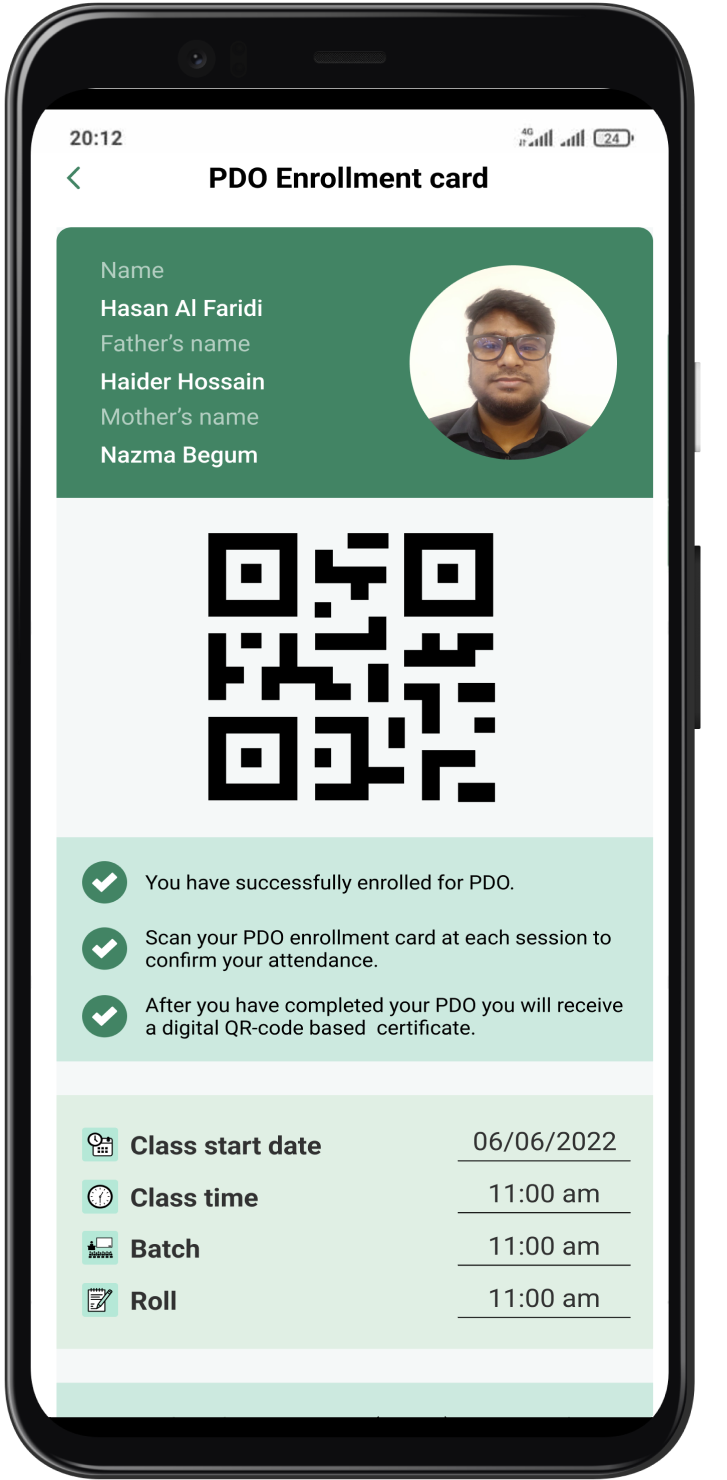 20:12
4G
24
PDO Enrollment card
Name
Hasan Al Faridi
Father’s name
Haider Hossain
Mother’s name
Nazma Begum
You have successfully enrolled for PDO.
Scan your PDO enrollment card at each session to
confirm your attendance.
After you have completed your PDO you will receive
a digital QR-code based  certificate.
Class start date 06/06/2022
Class time 11:00 am
Batch 11:00 am
Roll 11:00 am